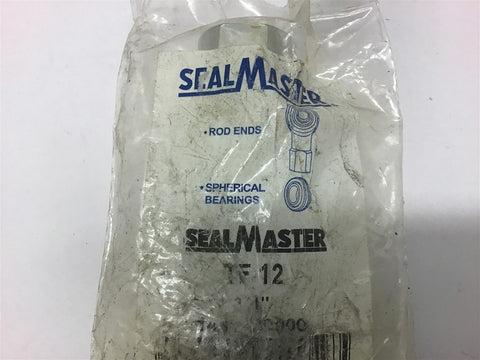 SEALMASTER
• ROD ENDS
• SPHERICAL
BEARINGS
SEALMASTER
TF 12